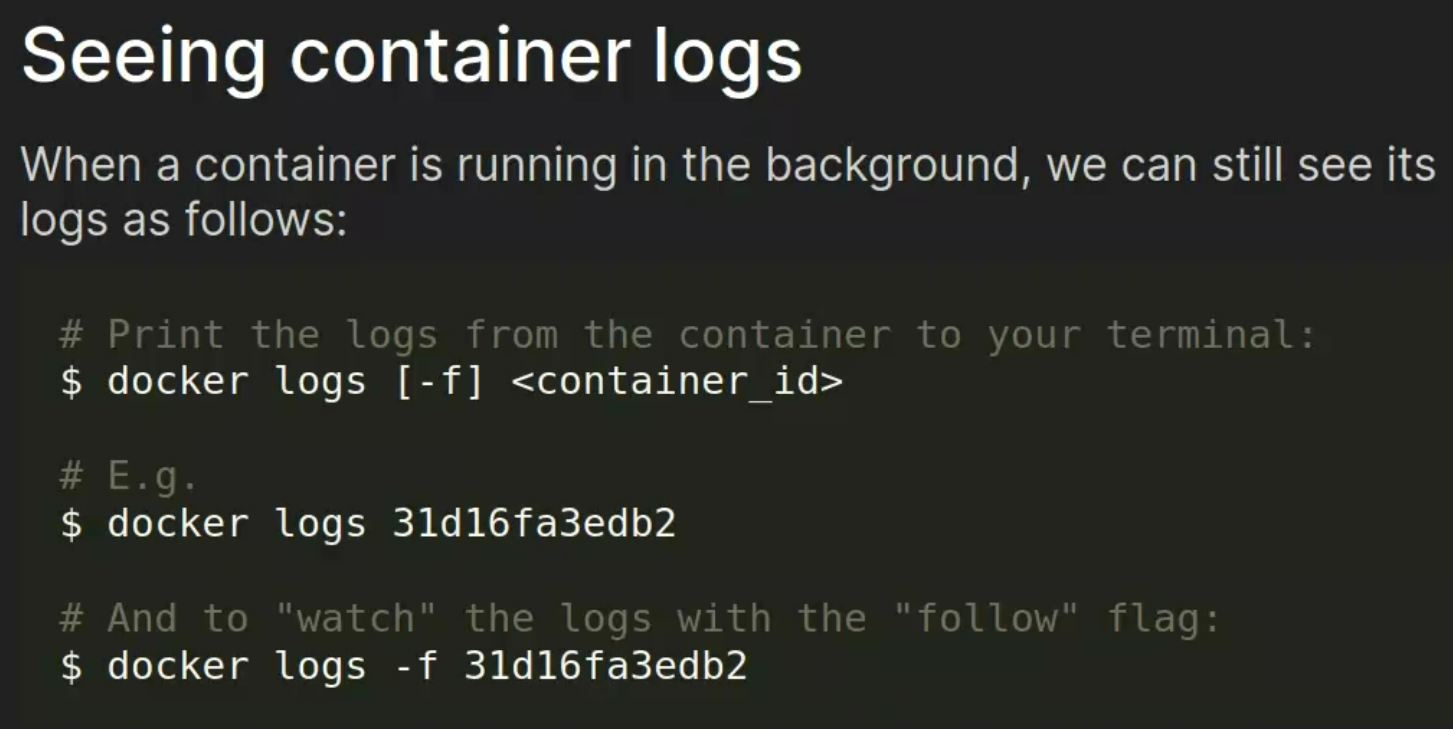 Seeing container logs
When a container is running in the background, we can still see its
logs as follows:
# Print the logs from the container to your terminal:
$ docker logs [-f] <container_id>
# E.g.
$ docker logs 31d16fa3edb2
# And to "watch" the logs with the "follow" flag:
$ docker logs -f 31d16fa3edb2